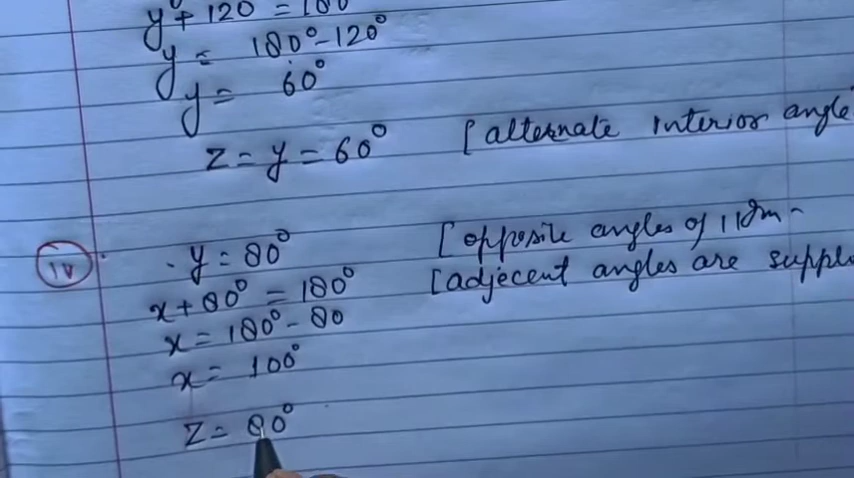 y + 120 = 180
y = 180° - 120°
y = 60°
z = y = 60° [alternate interior angle
(iv) y = 80° [opposite angles of ||gm
x + 80° = 180° [adjecent angles are supple
x = 180° - 80
x = 100°
z = 80°